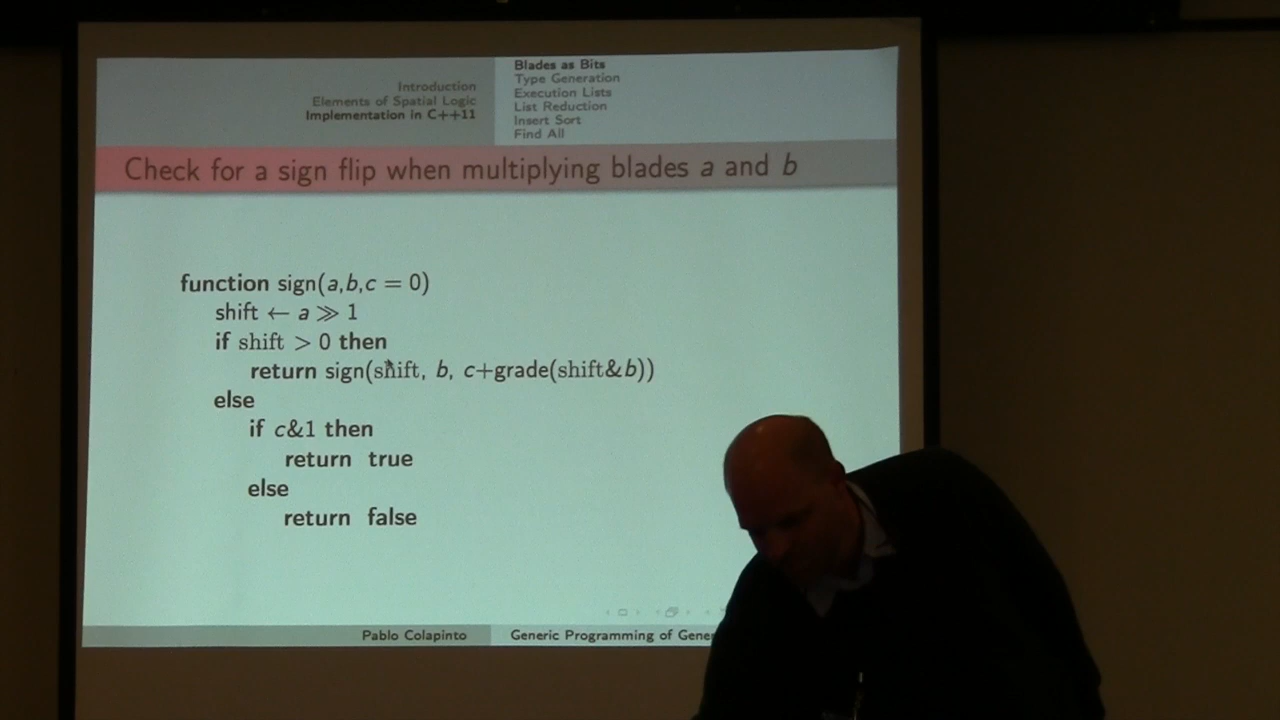 Introduction
Elements of Spatial Logic
Implementation in C++11
Blades as Bits
Type Generation
Execution Lists
List Reduction
Insert Sort
Find All
Check for a sign flip when multiplying blades a and b
function sign(a,b,c = 0)
shift ← a ≫ 1
if shift > 0 then
return sign(shift, b, c+grade(shift&b))
else
if c&1 then
return true
else
return false
Pablo Colapinto
Generic Programming of